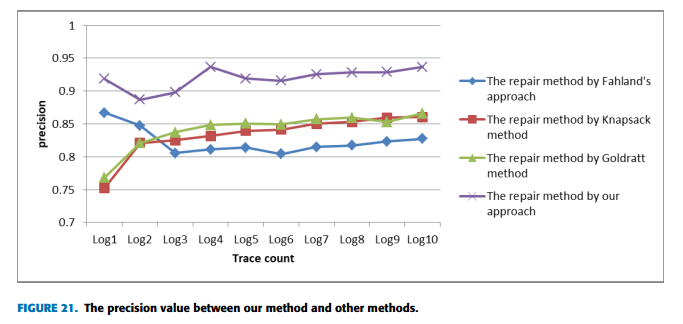 1
0.95
0.9
0.85
0.8
0.75
0.7
precision
Log1 Log2 Log3 Log4 Log5 Log6 Log7 Log8 Log9 Log10
Trace count
The repair method by Fahland's
approach
The repair method by Knapsack
method
The repair method by Goldratt
method
The repair method by our
approach
FIGURE 21. The precision value between our method and other methods.